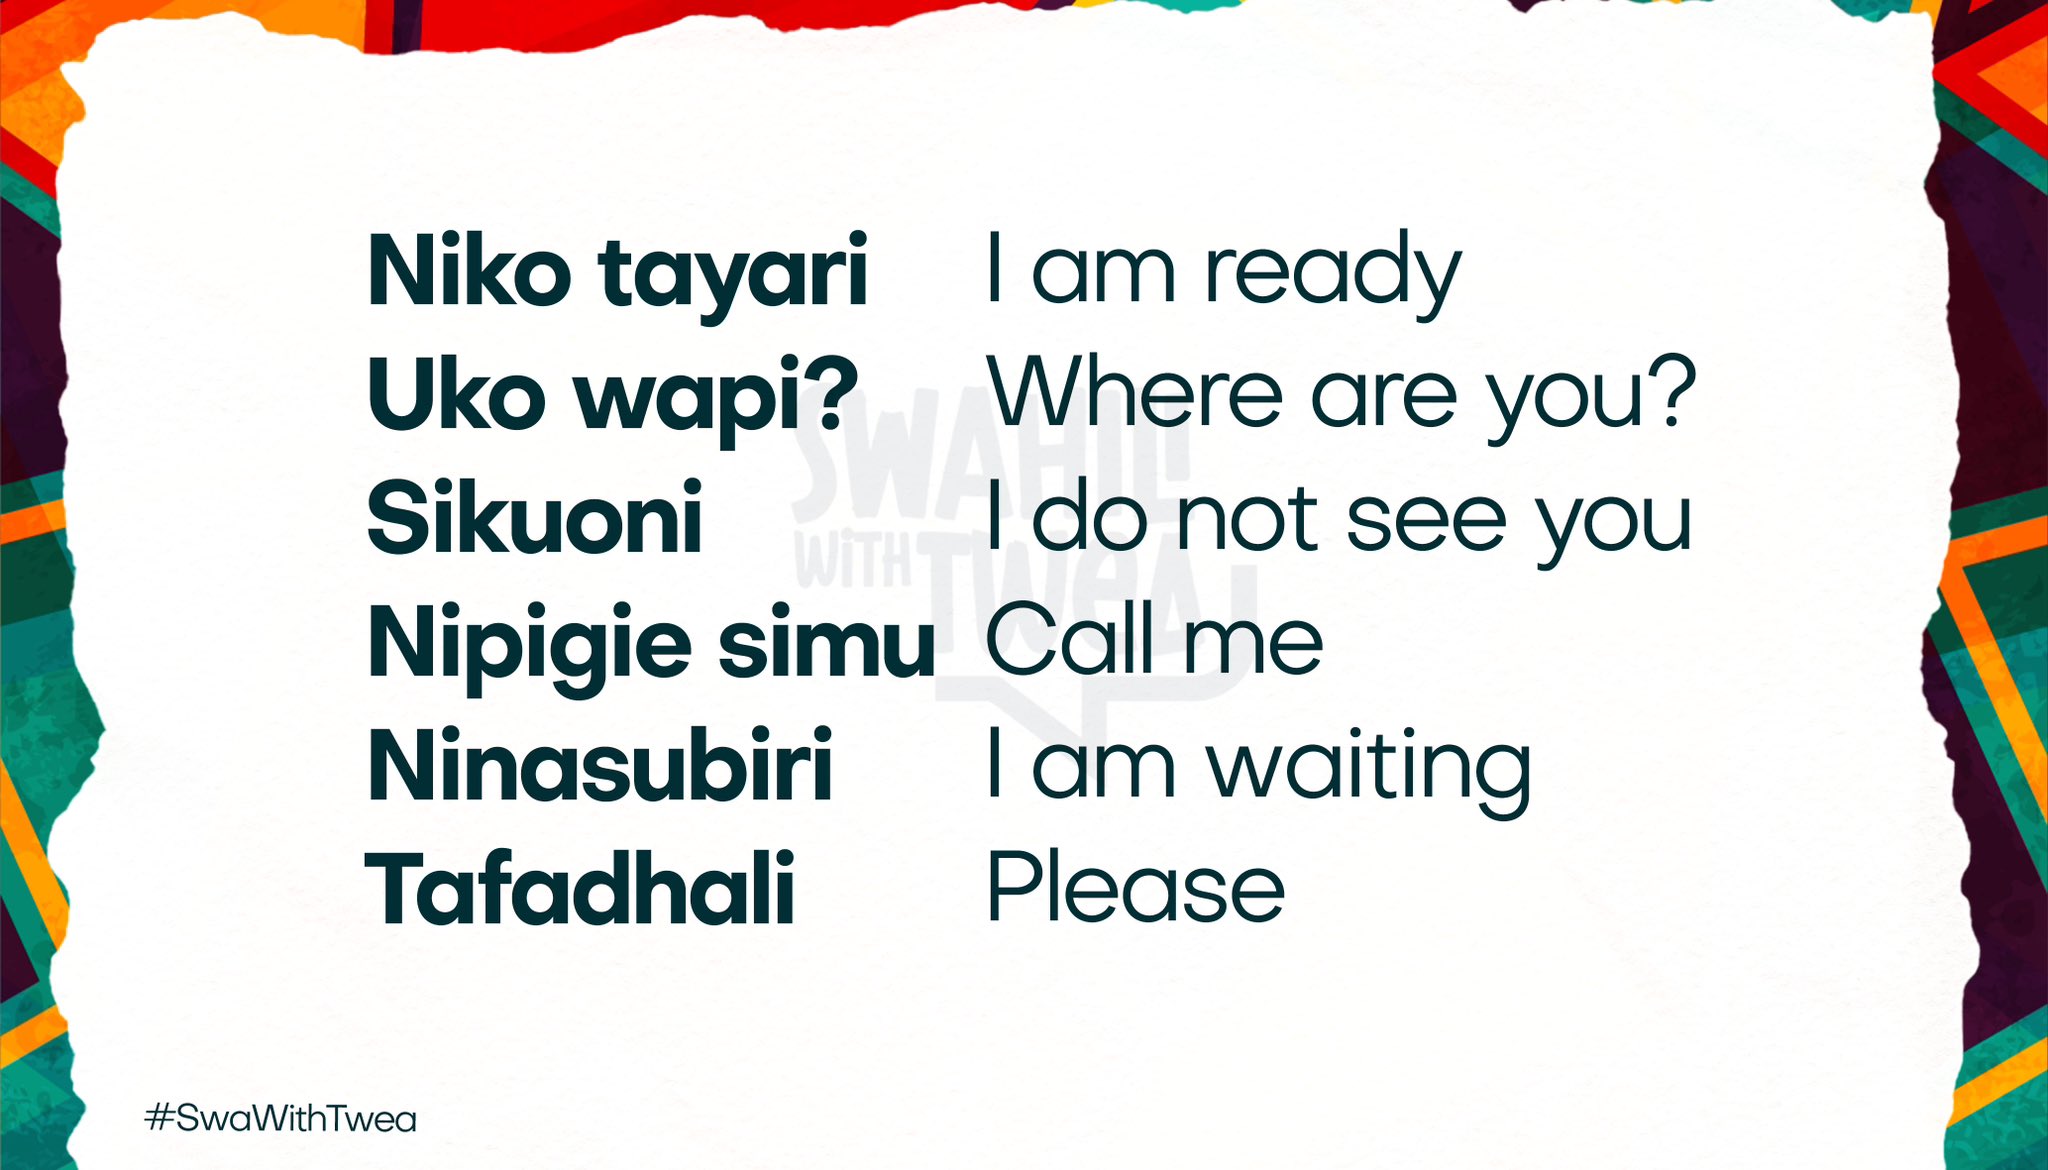 Niko tayari I am ready
Uko wapi? Where are you?
Sikuoni I do not see you
Nipigie simu Call me
Ninasubiri I am waiting
Tafadhali Please
SWAHILI
WITH TWEA
#SwaWithTwea